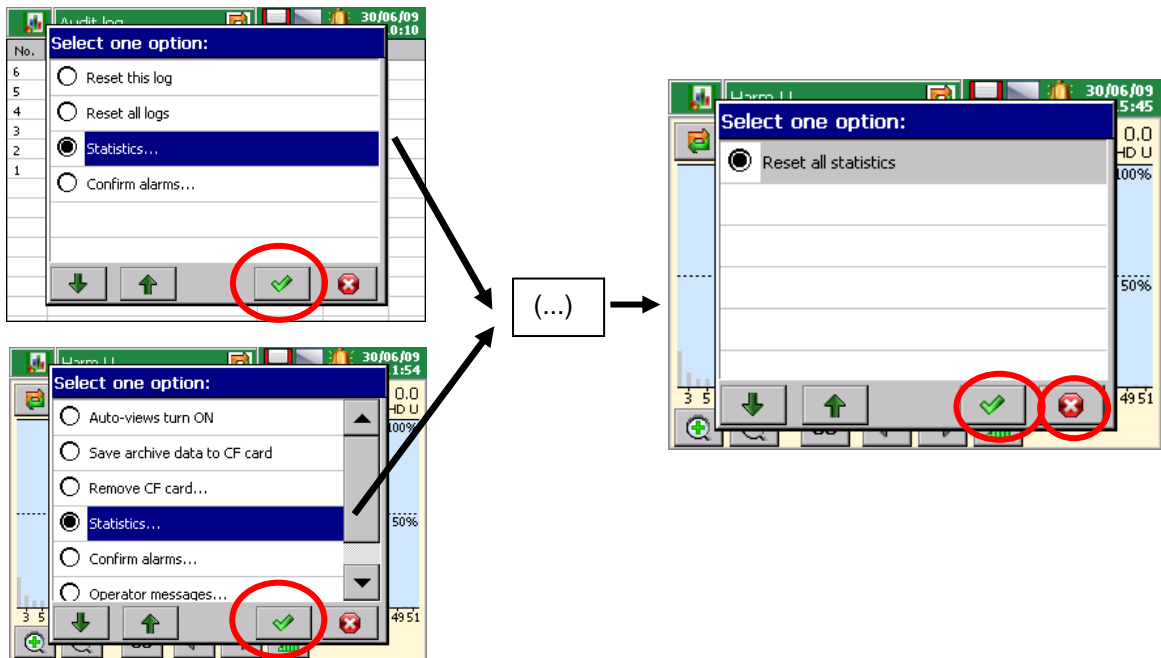 Audit log
30/06/09
0:10
No.
Select one option:
6
5
4
3
2
1
Reset this log
Reset all logs
Statistics...
Confirm alarms...
Harm U
30/06/09
1:54
Select one option:
0.0
HD U
100%
Auto-views turn ON
Save archive data to CF card
Remove CF card...
Statistics...
50%
Confirm alarms...
Operator messages...
3 5
49 51
(...)
Harm U
30/06/09
5:45
Select one option:
0.0
HD U
100%
Reset all statistics
50%
3 5
49 51